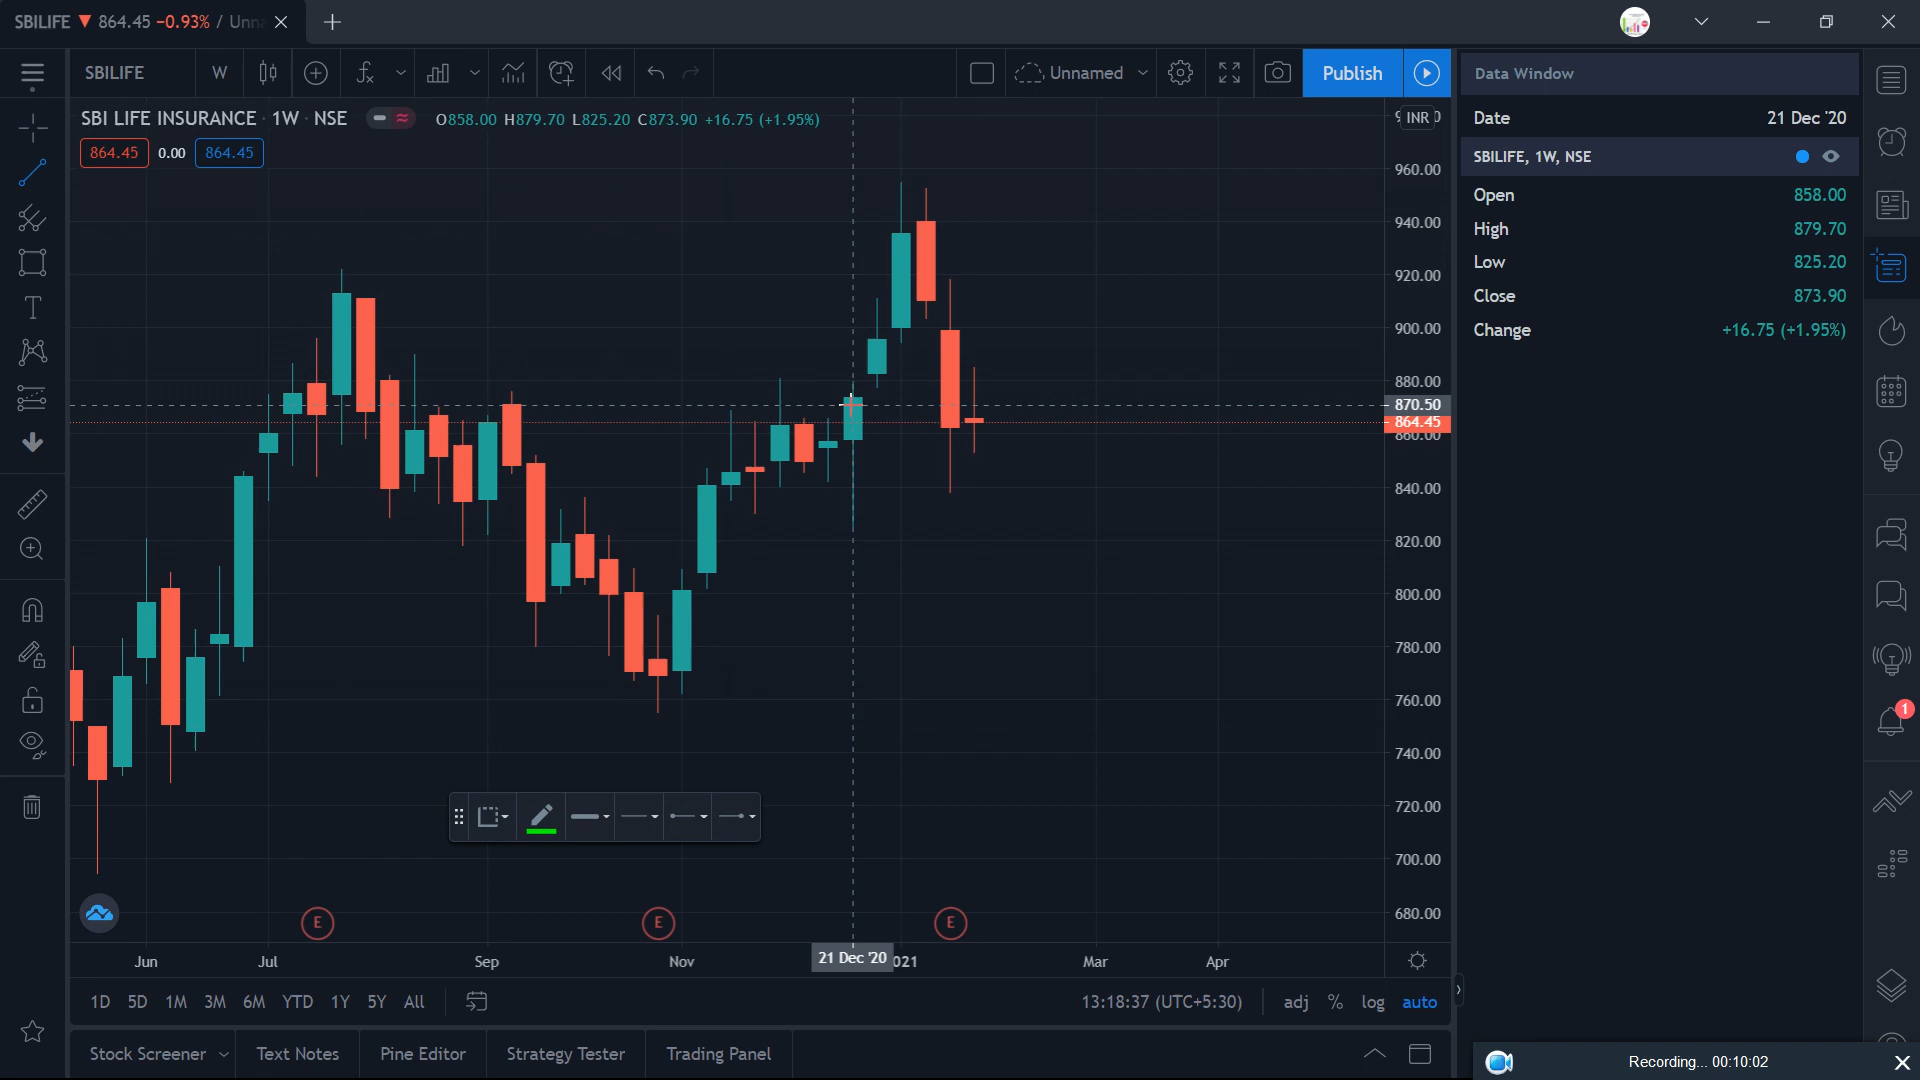 SBILIFE ▼ 864.45 −0.93% / Unn
SBILIFE W Unnamed Publish
SBI LIFE INSURANCE · 1W · NSE O858.00 H879.70 L825.20 C873.90 +16.75 (+1.95%)
864.45 0.00 864.45
INR
960.00
940.00
920.00
900.00
880.00
870.50
864.45
860.00
840.00
820.00
800.00
780.00
760.00
740.00
720.00
700.00
680.00
E E E
Jun Jul Sep Nov 21 Dec '20 021 Mar Apr
1D 5D 1M 3M 6M YTD 1Y 5Y All 13:18:37 (UTC+5:30) adj % log auto
Stock Screener Text Notes Pine Editor Strategy Tester Trading Panel
Data Window
Date 21 Dec '20
SBILIFE, 1W, NSE
Open 858.00
High 879.70
Low 825.20
Close 873.90
Change +16.75 (+1.95%)
1
Recording... 00:10:02